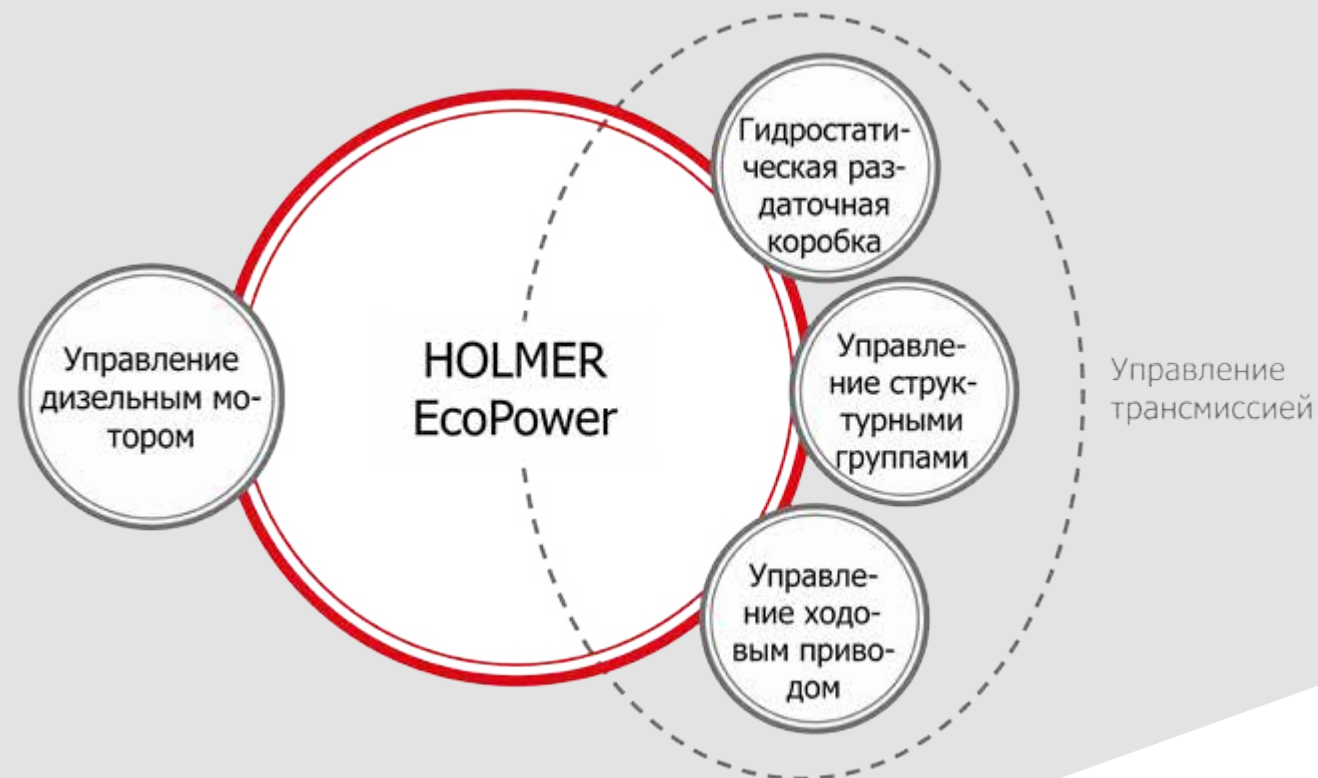 Управление
дизельным мо-
тором
HOLMER
EcoPower
Гидростати-
ческая раз-
даточная
коробка
Управле-
ние струк-
турными
группами
Управле-
ние ходо-
вым приво-
дом
Управление
трансмиссией